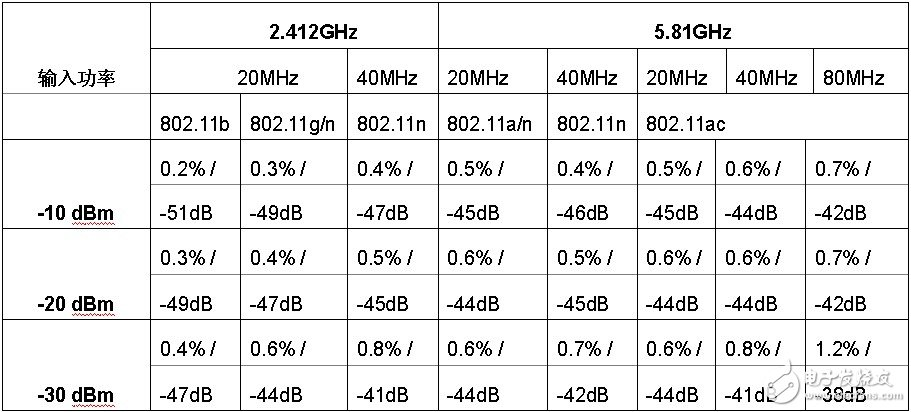 2.412GHz 5.81GHz
输入功率 20MHz 40MHz 20MHz 40MHz 20MHz 40MHz 80MHz
802.11b 802.11g/n 802.11n 802.11a/n 802.11n 802.11ac
0.2% / 0.3% / 0.4% / 0.5% / 0.4% / 0.5% / 0.6% / 0.7% /
-10 dBm -51dB -49dB -47dB -45dB -46dB -45dB -44dB -42dB
0.3% / 0.4% / 0.5% / 0.6% / 0.5% / 0.6% / 0.6% / 0.7% /
-20 dBm -49dB -47dB -45dB -44dB -45dB -44dB -44dB -42dB
0.4% / 0.6% / 0.8% / 0.6% / 0.7% / 0.6% / 0.8% / 1.2% /
-30 dBm -47dB -44dB -41dB -44dB -42dB -44dB -41dB -39dB
电子发烧友